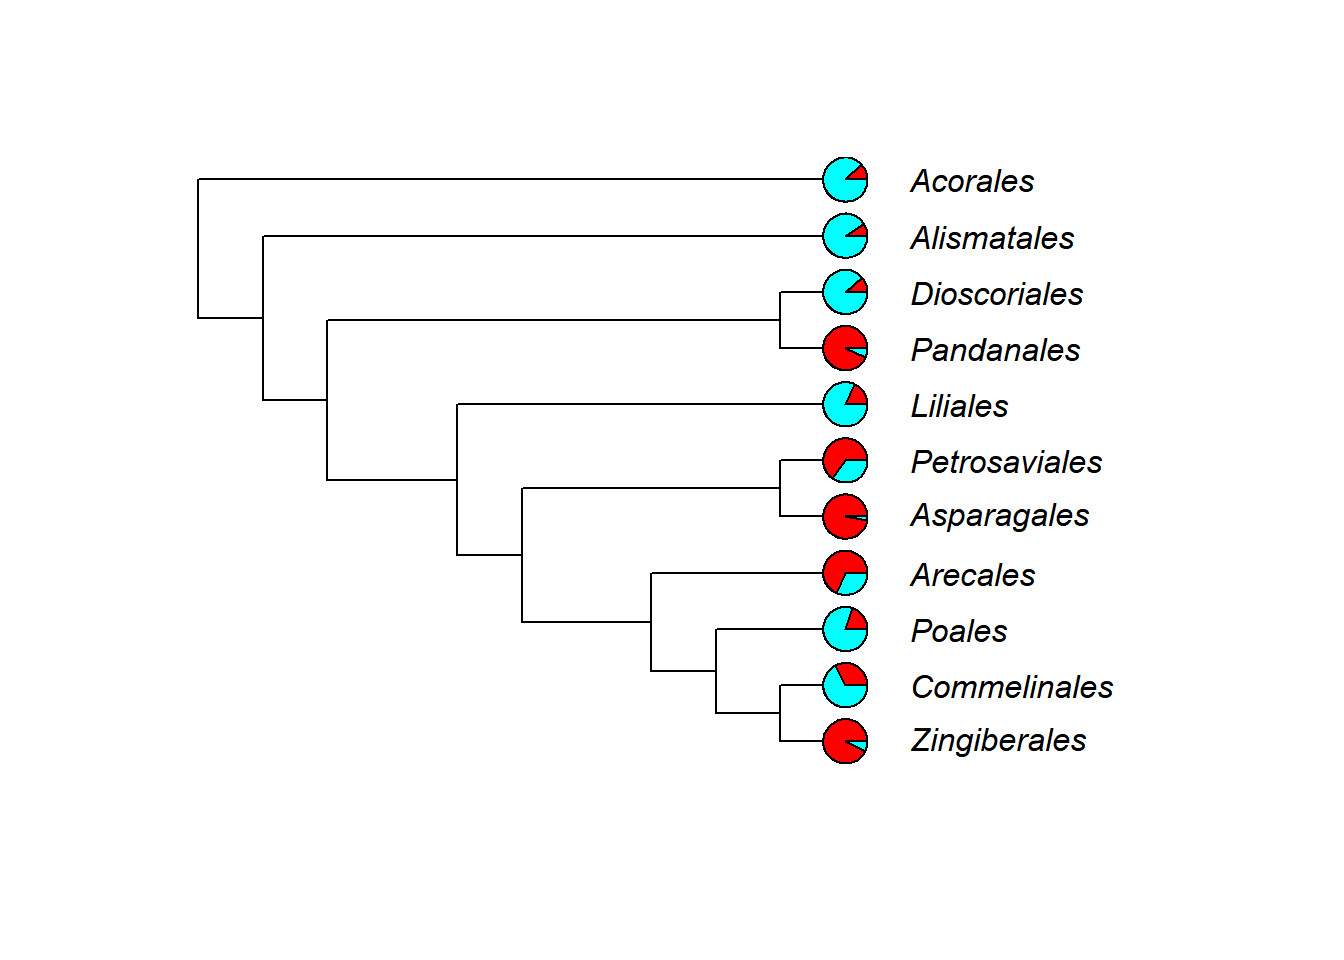 Acorales
Alismatales
Dioscoriales
Pandanales
Liliales
Petrosaviales
Asparagales
Arecales
Poales
Commelinales
Zingiberales